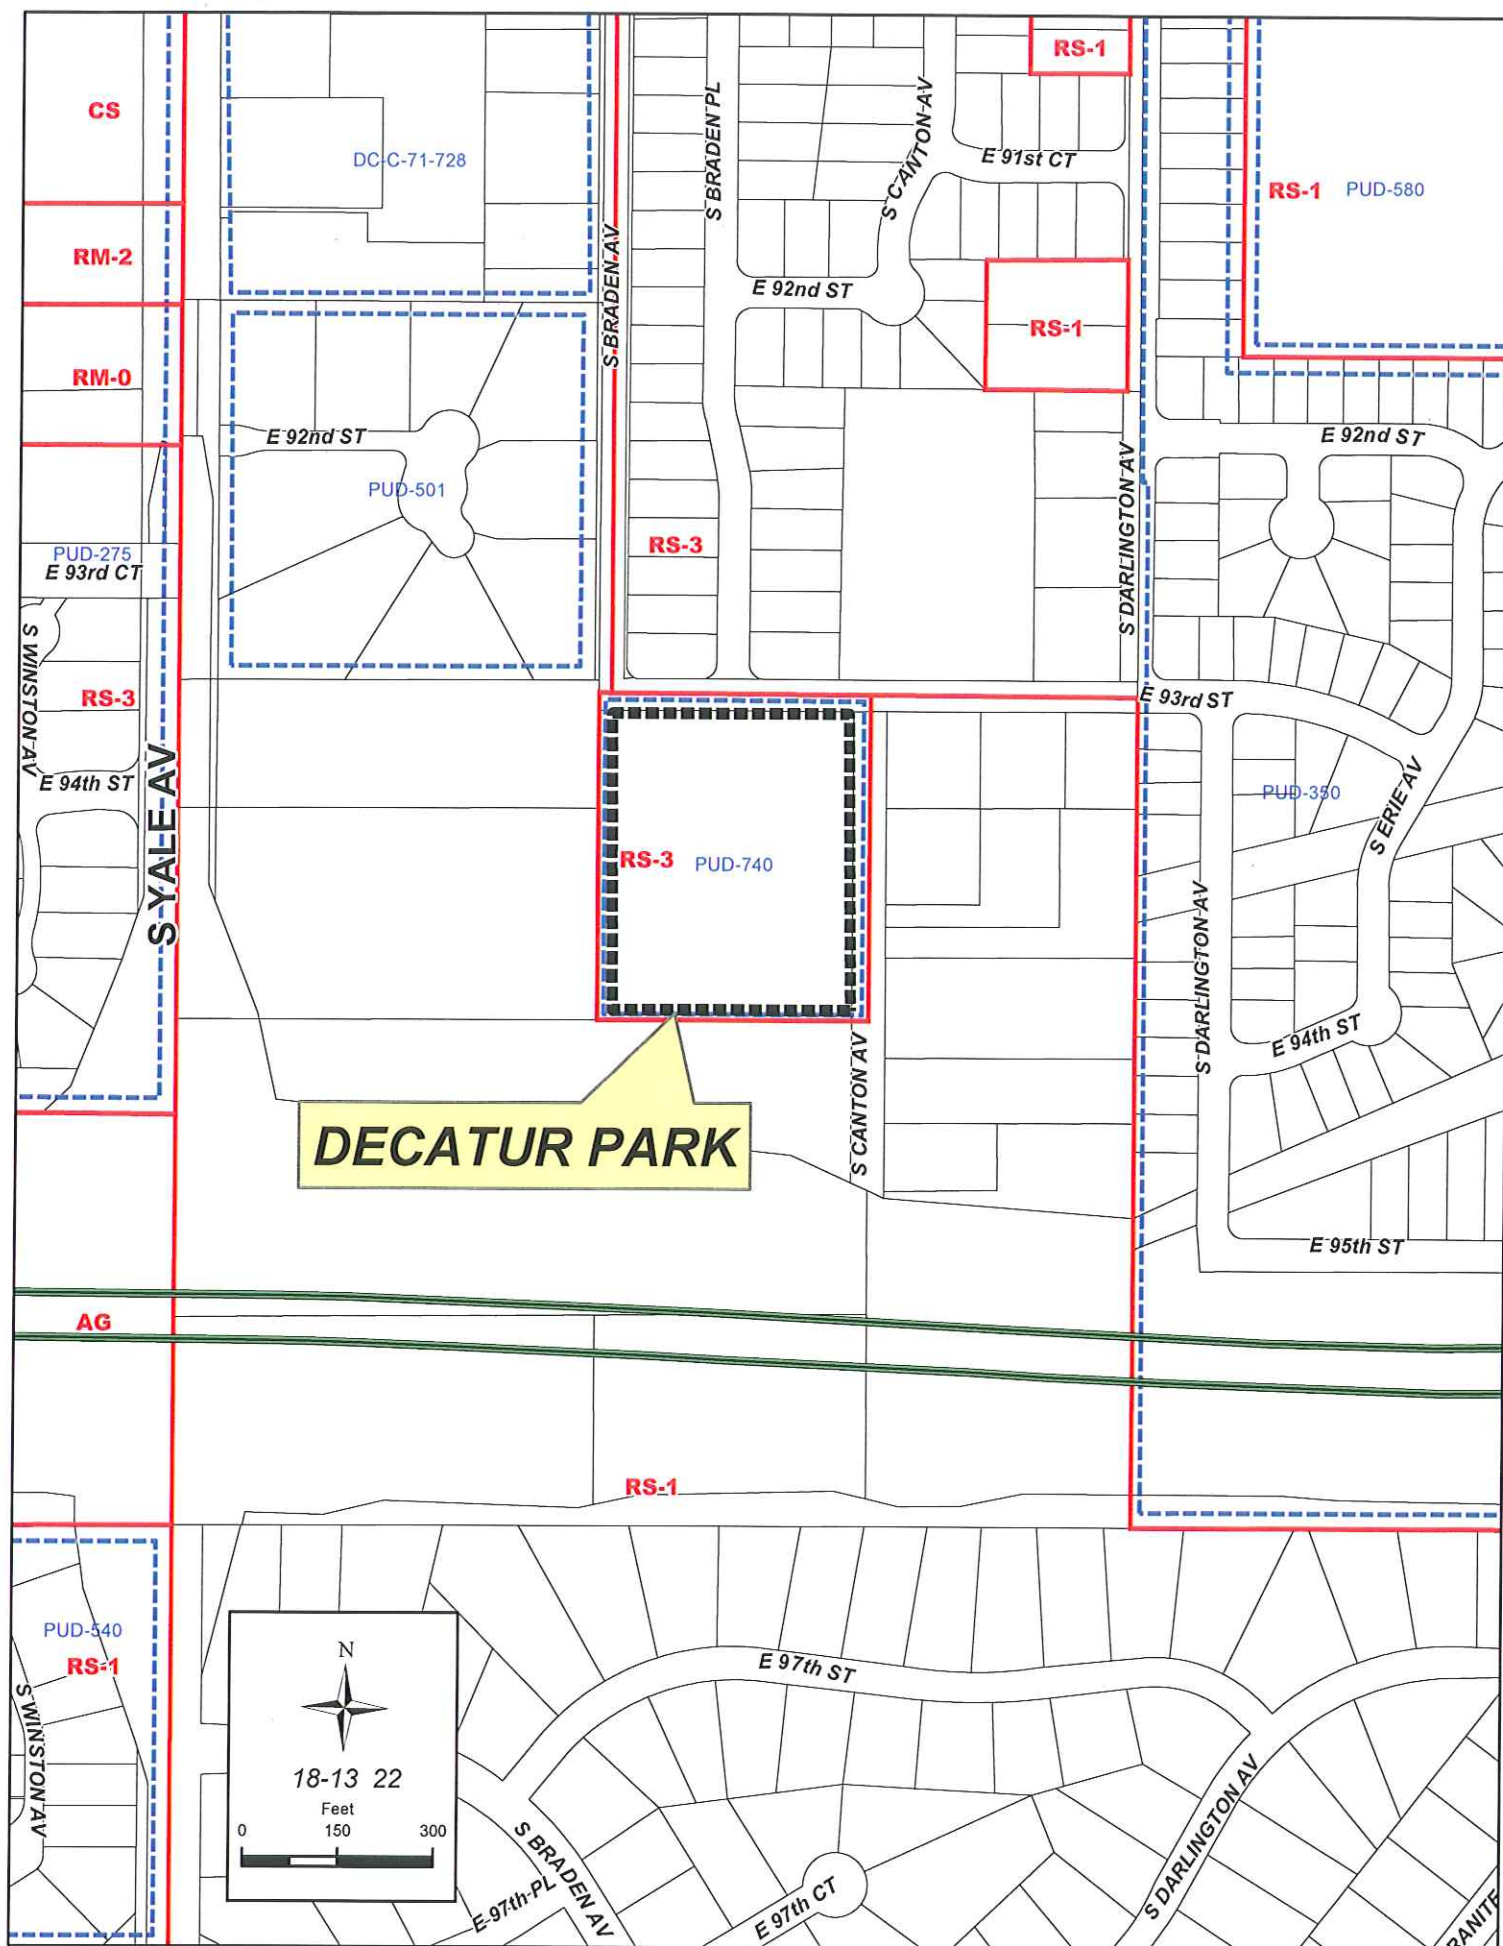 CS
RM-2
RM-0
DC-C-71-728
S BRADEN AV
S BRADEN PL
S CANTON AV
RS-1
E 91st CT
RS-1
PUD-580
E 92nd ST
RS-1
E 92nd ST
PUD-501
E 92nd ST
S DARLINGTON AV
RS-3
PUD-275
E 93rd CT
S WINSTON AV
RS-3
E 94th ST
S YALE AV
E 93rd ST
PUD-350
S ERIE AV
RS-3
PUD-740
S DARLINGTON AV
E 94th ST
S CANTON AV
DECATUR PARK
E 95th ST
AG
RS-1
PUD-540
RS-1
S WINSTON AV
N
18-13 22
Feet
0 150 300
E 97th ST
S BRADEN AV
E 97th PL
E 97th CT
S DARLINGTON AV